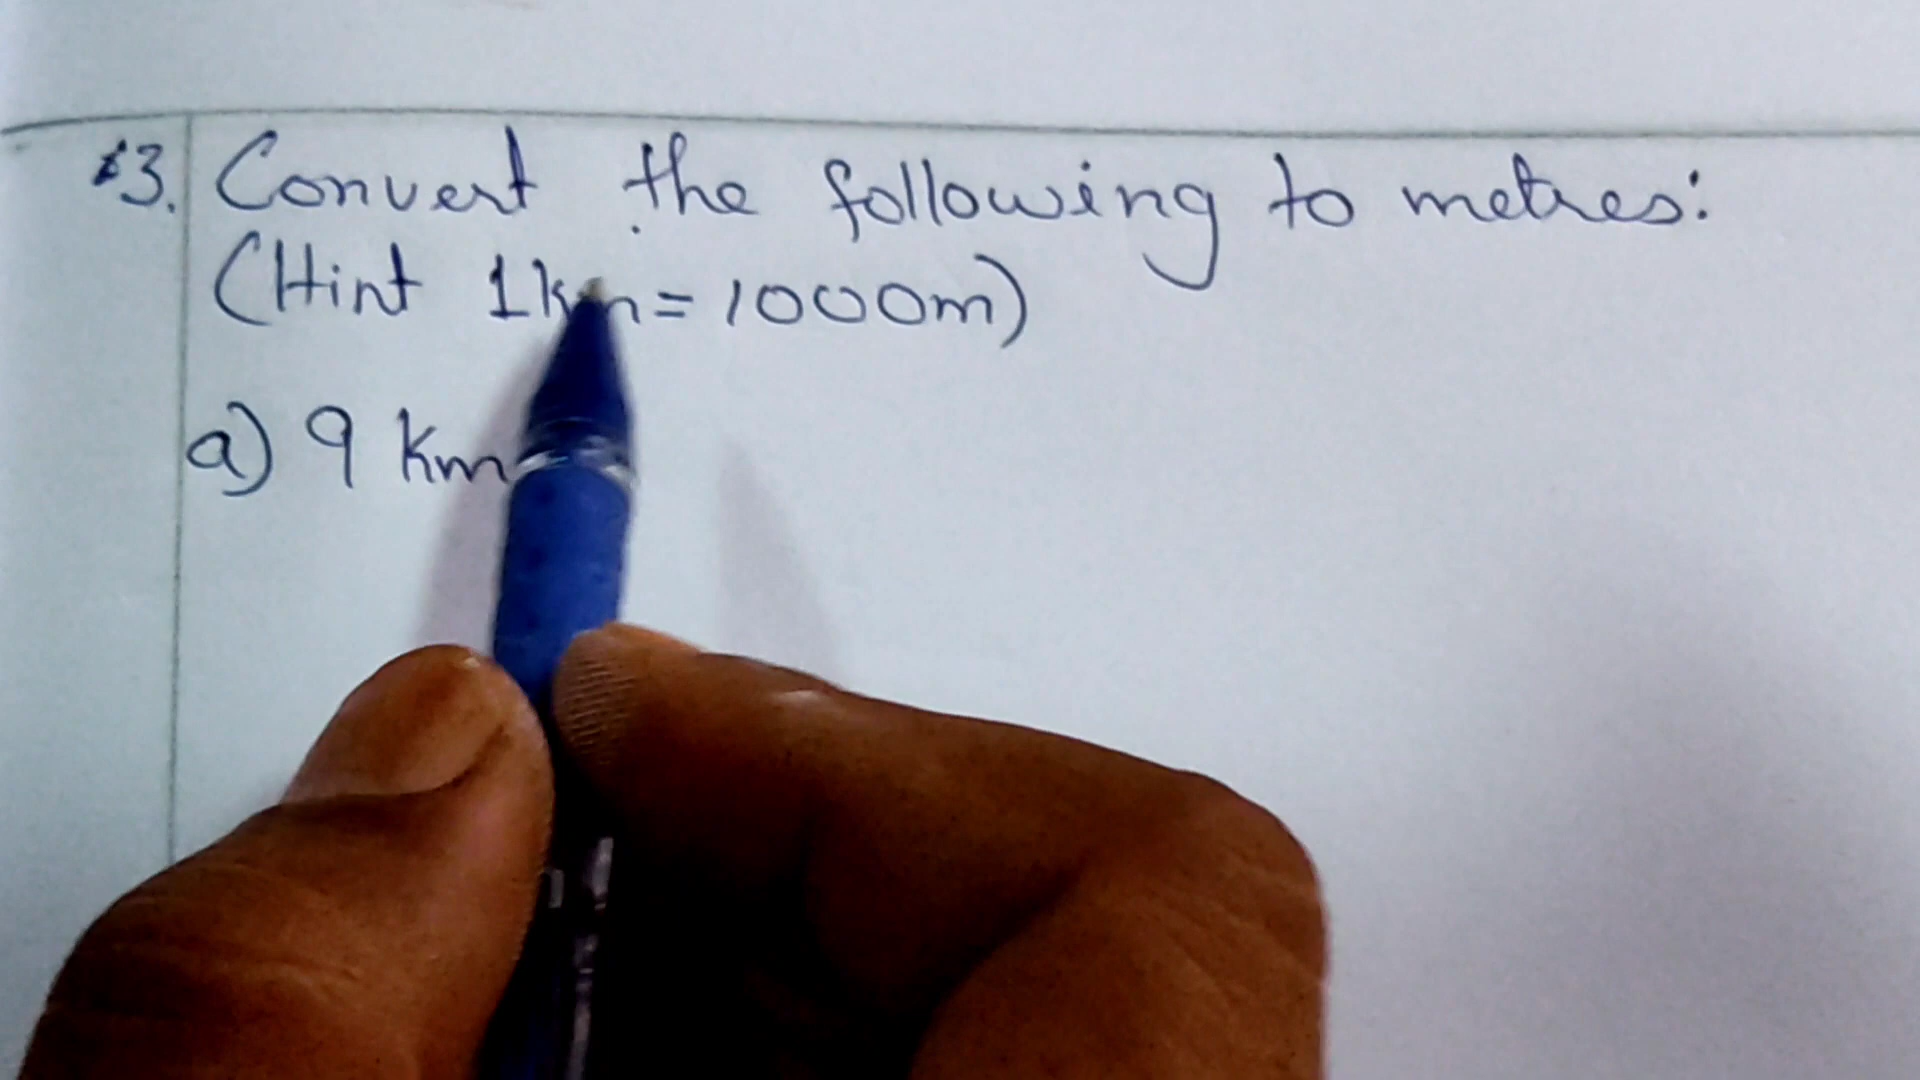 3. Convert the following to metres:
(Hint 1km = 1000m)
a) 9 km